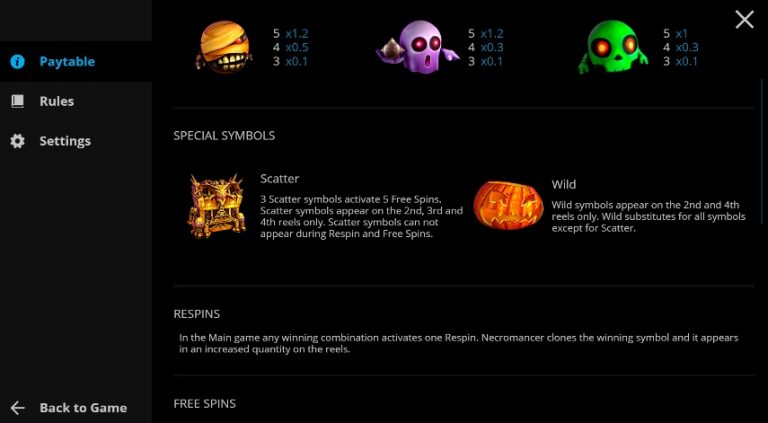 Paytable
Rules
Settings
Back to Game
5 x1.2
4 x0.5
3 x0.1
5 x1.2
4 x0.3
3 x0.1
5 x1
4 x0.3
3 x0.1
SPECIAL SYMBOLS
Scatter
3 Scatter symbols activate 5 Free Spins.
Scatter symbols appear on the 2nd, 3rd and
4th reels only. Scatter symbols can not
appear during Respin and Free Spins.
Wild
Wild symbols appear on the 2nd and 4th
reels only. Wild substitutes for all symbols
except for Scatter.
RESPINS
In the Main game any winning combination activates one Respin. Necromancer clones the winning symbol and it appears
in an increased quantity on the reels.
FREE SPINS